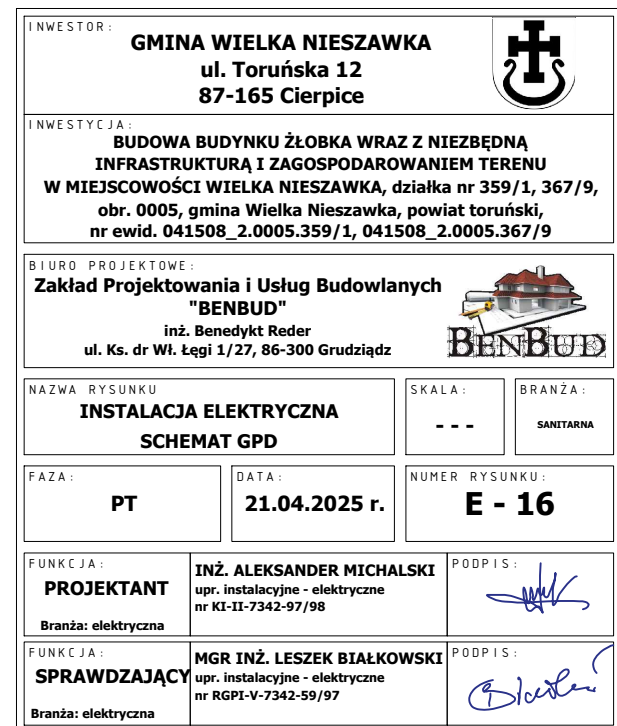 INWESTOR:
GMINA WIELKA NIESZAWKA
ul. Toruńska 12
87-165 Cierpice
INWESTYCJA:
BUDOWA BUDYNKU ŻŁOBKA WRAZ Z NIEZBĘDNĄ
INFRASTRUKTURĄ I ZAGOSPODAROWANIEM TERENU
W MIEJSCOWOŚCI WIELKA NIESZAWKA, działka nr 359/1, 367/9,
obr. 0005, gmina Wielka Nieszawka, powiat toruński,
nr ewid. 041508_2.0005.359/1, 041508_2.0005.367/9
BIURO PROJEKTOWE:
Zakład Projektowania i Usług Budowlanych
"BENBUD"
inż. Benedykt Reder
ul. Ks. dr Wł. Łęgi 1/27, 86-300 Grudziądz
BENBUD
NAZWA RYSUNKU
INSTALACJA ELEKTRYCZNA
SCHEMAT GPD
SKALA:
- - -
BRANŻA:
SANITARNA
FAZA:
PT
DATA:
21.04.2025 r.
NUMER RYSUNKU:
E - 16
FUNKCJA:
PROJEKTANT
Branża: elektryczna
INŻ. ALEKSANDER MICHALSKI
upr. instalacyjne - elektryczne
nr KI-II-7342-97/98
PODPIS:
FUNKCJA:
SPRAWDZAJĄCY
Branża: elektryczna
MGR INŻ. LESZEK BIAŁKOWSKI
upr. instalacyjne - elektryczne
nr RGPI-V-7342-59/97
PODPIS: